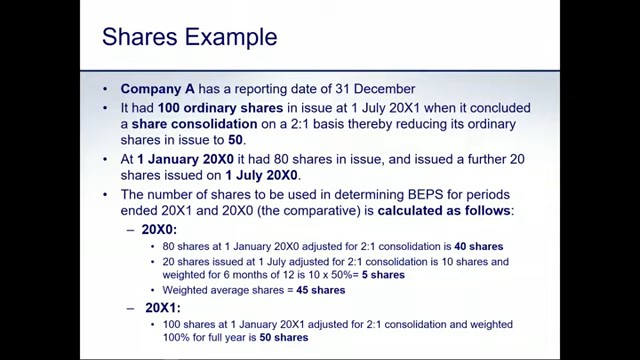 Shares Example
• Company A has a reporting date of 31 December
• It had 100 ordinary shares in issue at 1 July 20X1 when it concluded
a share consolidation on a 2:1 basis thereby reducing its ordinary
shares in issue to 50.
• At 1 January 20X0 it had 80 shares in issue, and issued a further 20
shares issued on 1 July 20X0.
• The number of shares to be used in determining BEPS for periods
ended 20X1 and 20X0 (the comparative) is calculated as follows:
– 20X0:
• 80 shares at 1 January 20X0 adjusted for 2:1 consolidation is 40 shares
• 20 shares issued at 1 July adjusted for 2:1 consolidation is 10 shares and
weighted for 6 months of 12 is 10 x 50%= 5 shares
• Weighted average shares = 45 shares
– 20X1:
• 100 shares at 1 January 20X1 adjusted for 2:1 consolidation and weighted
100% for full year is 50 shares